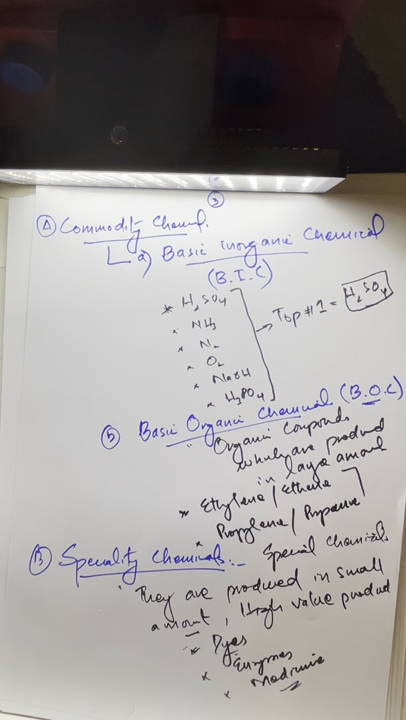 3
A Commodity Chemical.
a) Basic Inorganic Chemical
(B.I.C)
* H2SO4
* NH3
* N2
* O2
* NaOH
* H3PO4
→ Top #1 = H2SO4
b) Basic Organic Chemical (B.O.C)
" Organic Compounds
which are produced
in large amount
* Ethylene / Ethene
* Propylene / Propene
B Speciality Chemicals:-
Special Chemicals.
They are produced in small
amount, High value product
* Dyes
* Enzymes
* Medicine